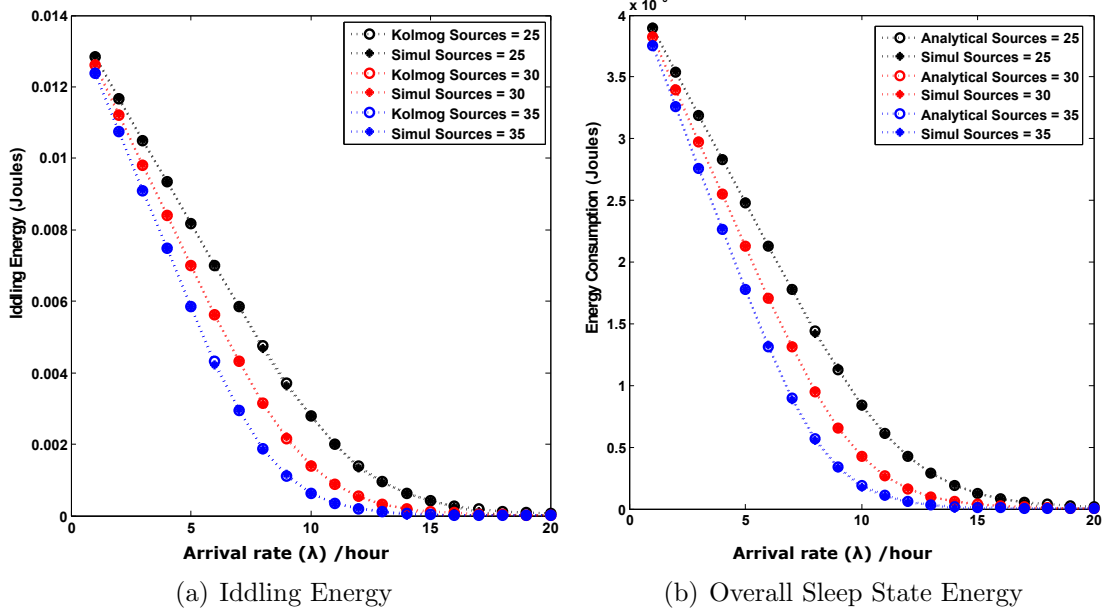 0.014
0.012
0.01
0.008
0.006
0.004
0.002
0
Iddling Energy (Joules)
Kolmog Sources = 25
Simul Sources = 25
Kolmog Sources = 30
Simul Sources = 30
Kolmog Sources = 35
Simul Sources = 35
0 5 10 15 20
Arrival rate (λ) /hour
(a) Iddling Energy
4
3.5
3
2.5
2
1.5
1
0.5
0
Energy Consumption (Joules)
Analytical Sources = 25
Simul Sources = 25
Analytical Sources = 30
Simul Sources = 30
Analytical Sources = 35
Simul Sources = 35
0 5 10 15 20
Arrival rate (λ) /hour
(b) Overall Sleep State Energy